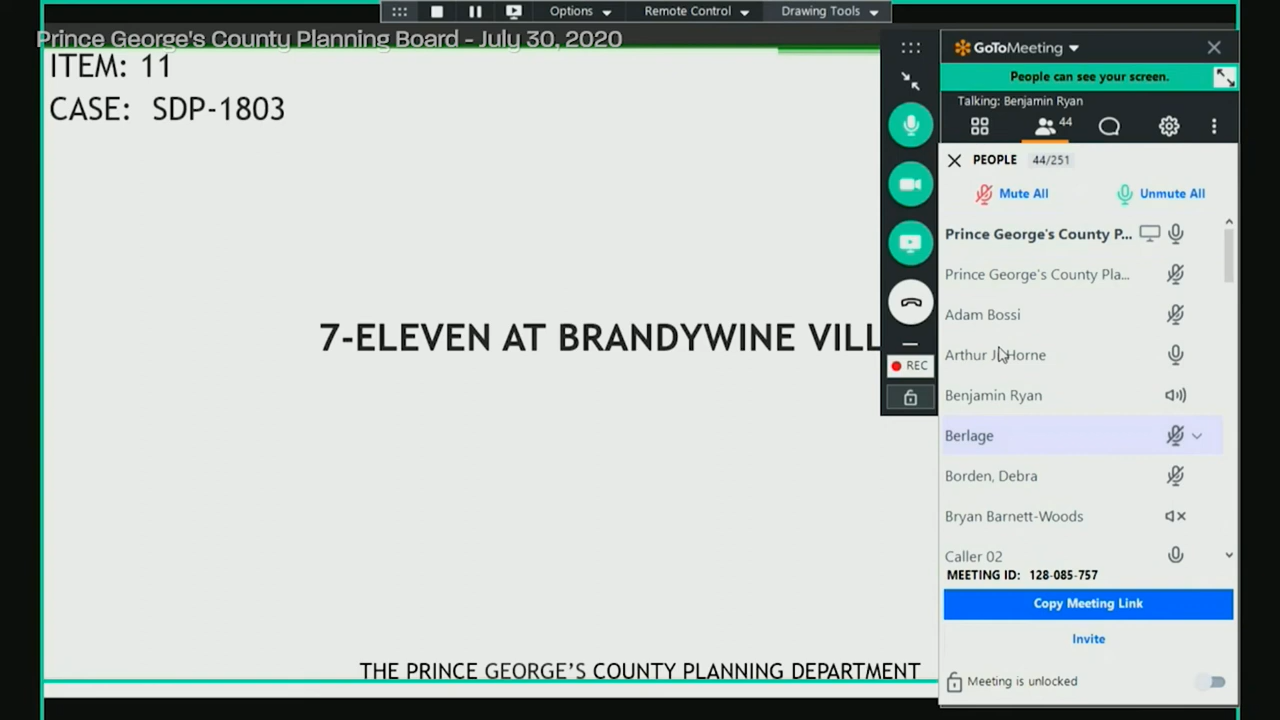 Options
Remote Control
Drawing Tools
Prince George's County Planning Board - July 30, 2020
ITEM: 11
CASE: SDP-1803
7-ELEVEN AT BRANDYWINE VILL
THE PRINCE GEORGE’S COUNTY PLANNING DEPARTMENT
REC
GoToMeeting
People can see your screen.
Talking: Benjamin Ryan
44
PEOPLE 44/251
Mute All
Unmute All
Prince George's County P...
Prince George's County Pla...
Adam Bossi
Arthur J Horne
Benjamin Ryan
Berlage
Borden, Debra
Bryan Barnett-Woods
Caller 02
MEETING ID: 128-085-757
Copy Meeting Link
Invite
Meeting is unlocked